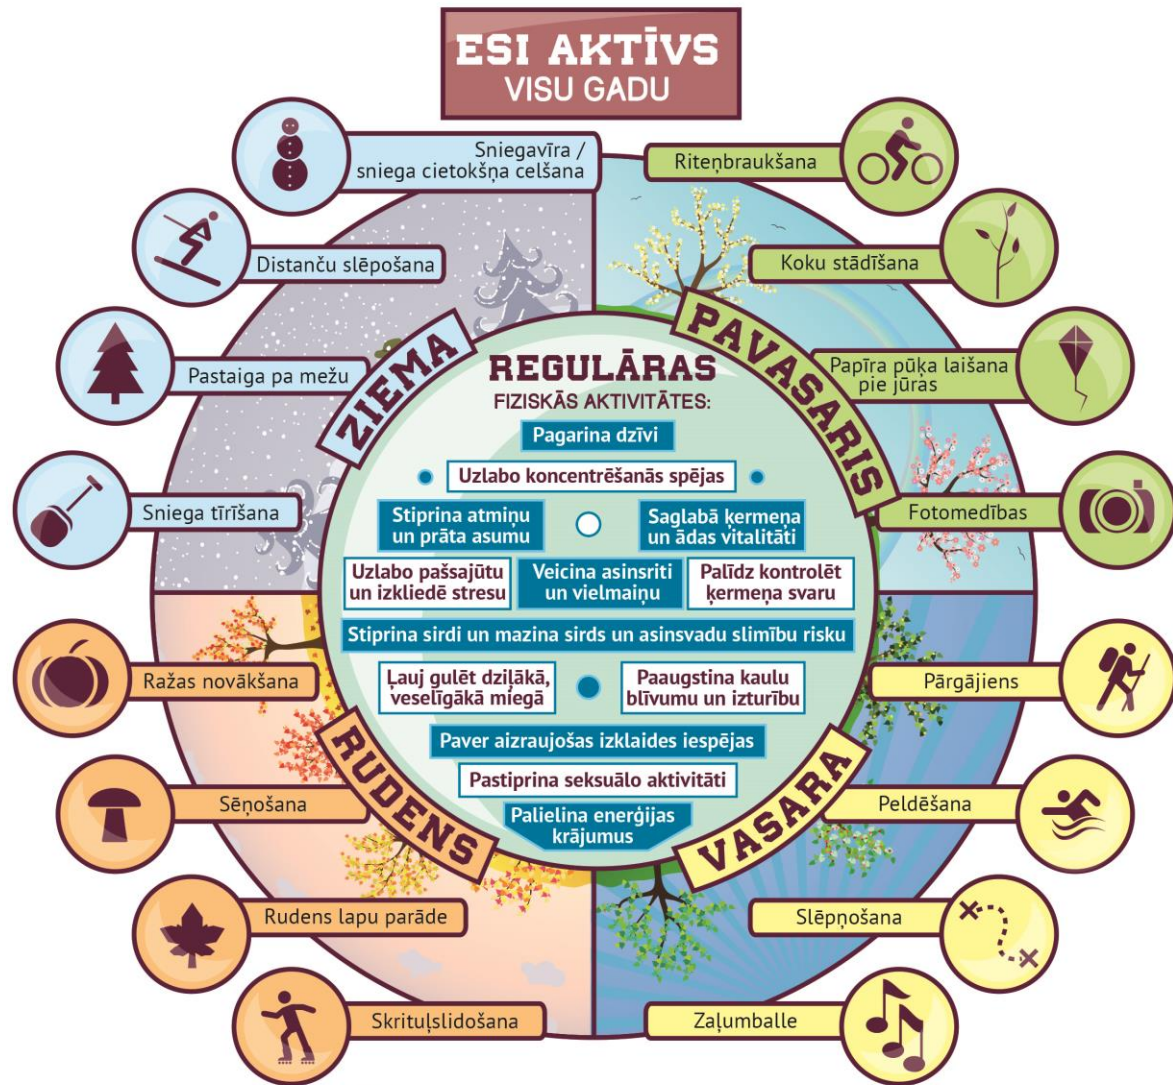 ESI AKTĪVS
VISU GADU
Sniegavīra /
sniega cietokšņa celšana
Distanču slēpošana
Pastaiga pa mežu
Sniega tīrīšana
ZIEMA
Riteņbraukšana
Koku stādīšana
Papīra pūķa laišana
pie jūras
Fotomedības
PAVASARIS
REGULĀRAS
FIZISKĀS AKTIVITĀTES:
Pagarina dzīvi
Uzlabo koncentrēšanās spējas
Stiprina atmiņu
un prāta asumu
Saglabā ķermeņa
un ādas vitalitāti
Uzlabo pašsajūtu
un izkliedē stresu
Veicina asinsriti
un vielmaiņu
Palīdz kontrolēt
ķermeņa svaru
Stiprina sirdi un mazina sirds un asinsvadu slimību risku
Ļauj gulēt dziļākā,
veselīgākā miegā
Paaugstina kaulu
blīvumu un izturību
Paver aizraujošas izklaides iespējas
Pastiprina seksuālo aktivitāti
Palielina enerģijas
krājumus
RUDENS
Ražas novākšana
Sēņošana
Rudens lapu parāde
Skrituļslidošana
VASARA
Pārgājiens
Peldēšana
Slēpņošana
Zaļumballe